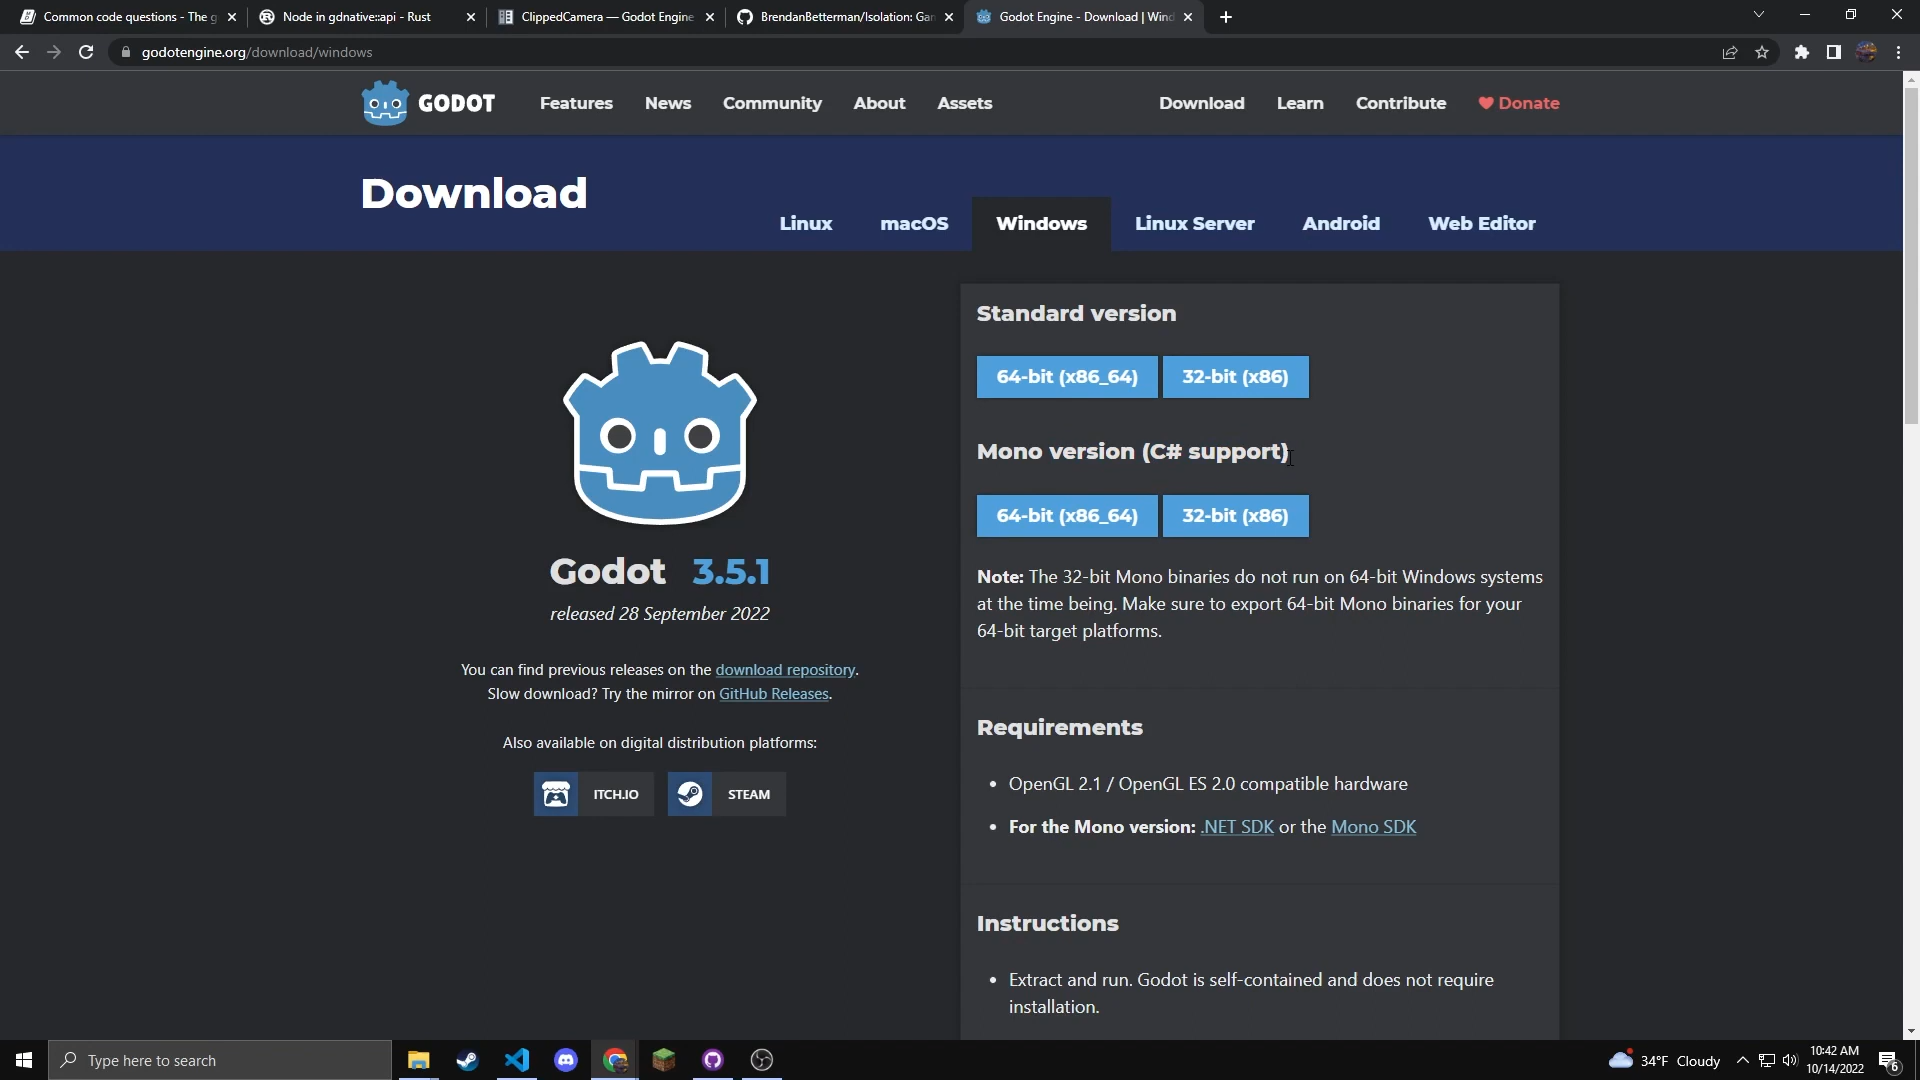 Common code questions - The g
Node in gdnative::api - Rust
ClippedCamera — Godot Engine
BrendanBetterman/Isolation: Gam
Godot Engine - Download | Wind
godotengine.org/download/windows
GODOT
Features
News
Community
About
Assets
Download
Learn
Contribute
Donate
Download
Linux
macOS
Windows
Linux Server
Android
Web Editor
Standard version
64-bit (x86_64)
32-bit (x86)
Mono version (C# support)
64-bit (x86_64)
32-bit (x86)
Note: The 32-bit Mono binaries do not run on 64-bit Windows systems
at the time being. Make sure to export 64-bit Mono binaries for your
64-bit target platforms.
Godot 3.5.1
released 28 September 2022
You can find previous releases on the download repository.
Slow download? Try the mirror on GitHub Releases.
Also available on digital distribution platforms:
ITCH.IO
STEAM
Requirements
• OpenGL 2.1 / OpenGL ES 2.0 compatible hardware
• For the Mono version: .NET SDK or the Mono SDK
Instructions
• Extract and run. Godot is self-contained and does not require
installation.
Type here to search
34°F Cloudy
10:42 AM
10/14/2022
6